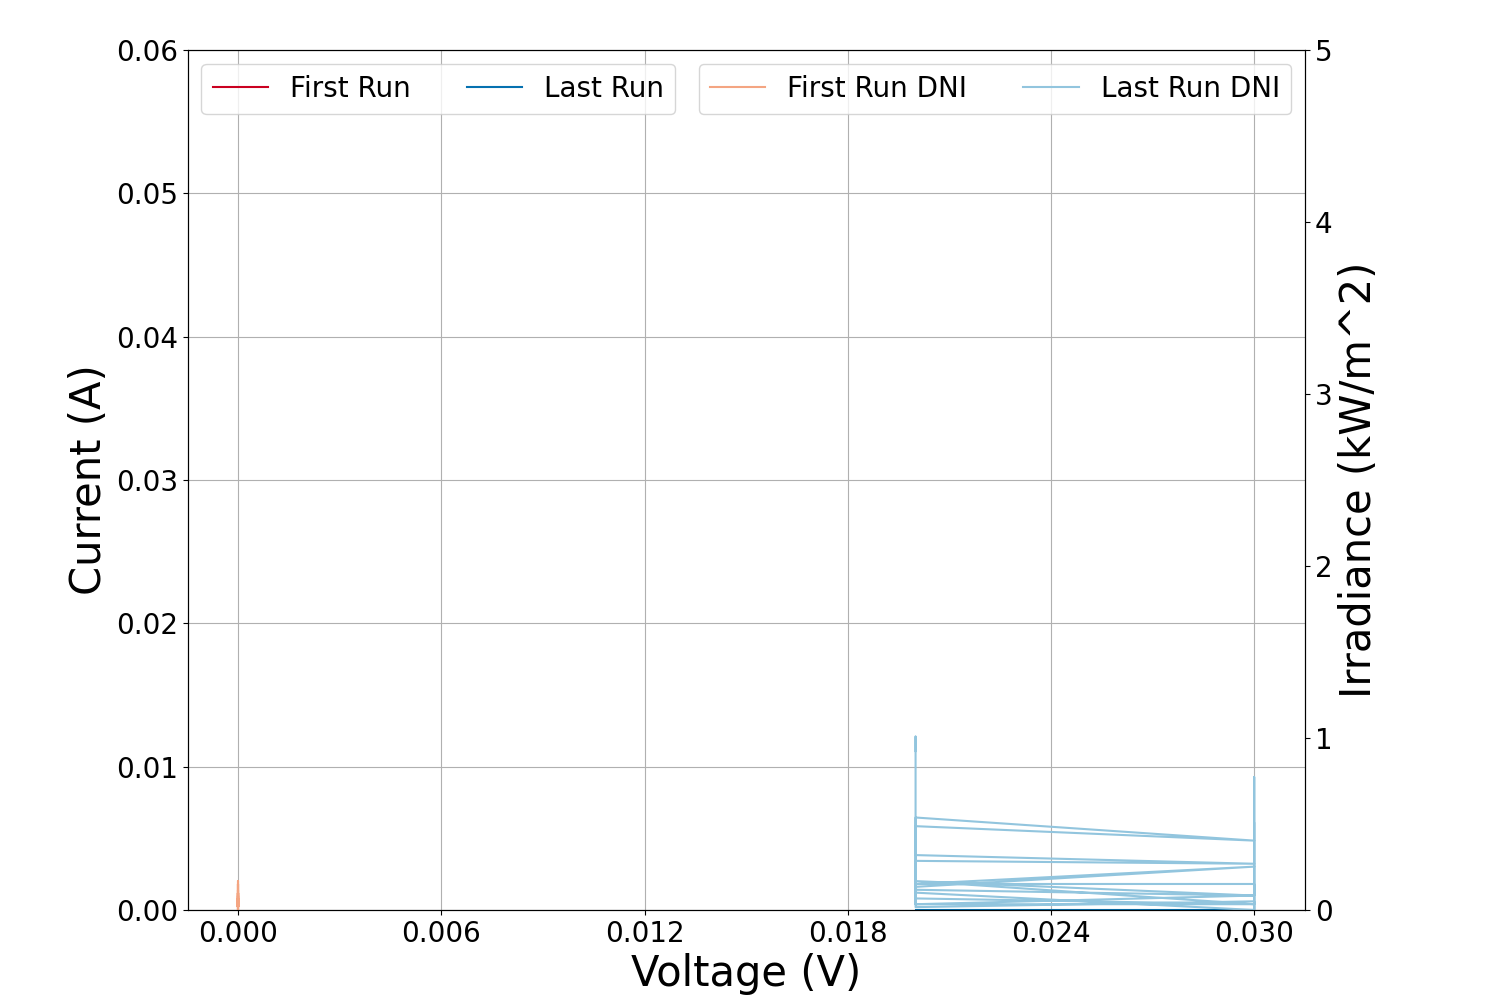 First Run
Last Run
First Run DNI
Last Run DNI
0.06
0.05
0.04
0.03
0.02
0.01
0.00
Current (A)
5
4
3
2
1
0
Irradiance (kW/m^2)
0.000
0.006
0.012
0.018
0.024
0.030
Voltage (V)